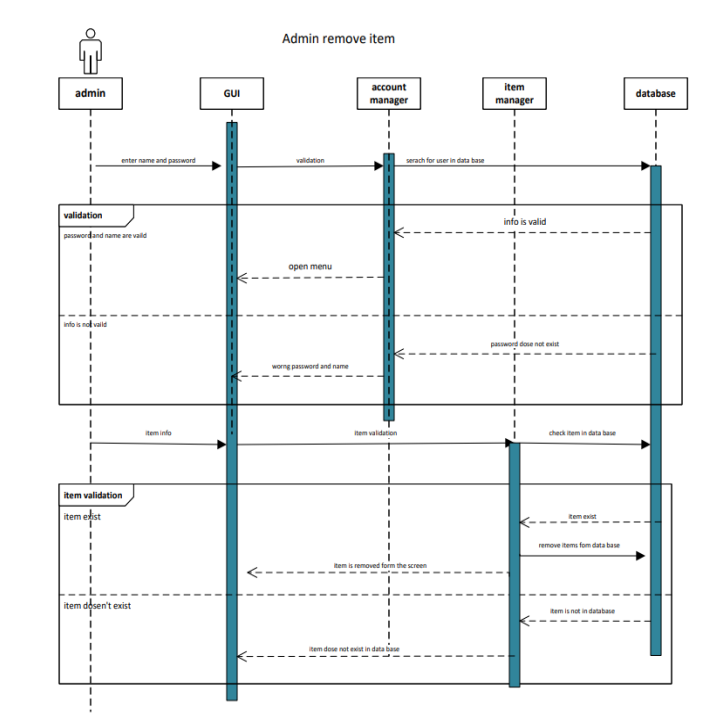 Admin remove item
admin
GUI
account
manager
item
manager
database
enter name and password
validation
serach for user in data base
validation
info is valid
password and name are vaild
open menu
info is not vaild
password dose not exist
worng password and name
item info
item validation
check item in data base
item validation
item exist
item exist
remove items fom data base
item is removed form the screen
item dosen't exist
item is not in database
item dose not exist in data base